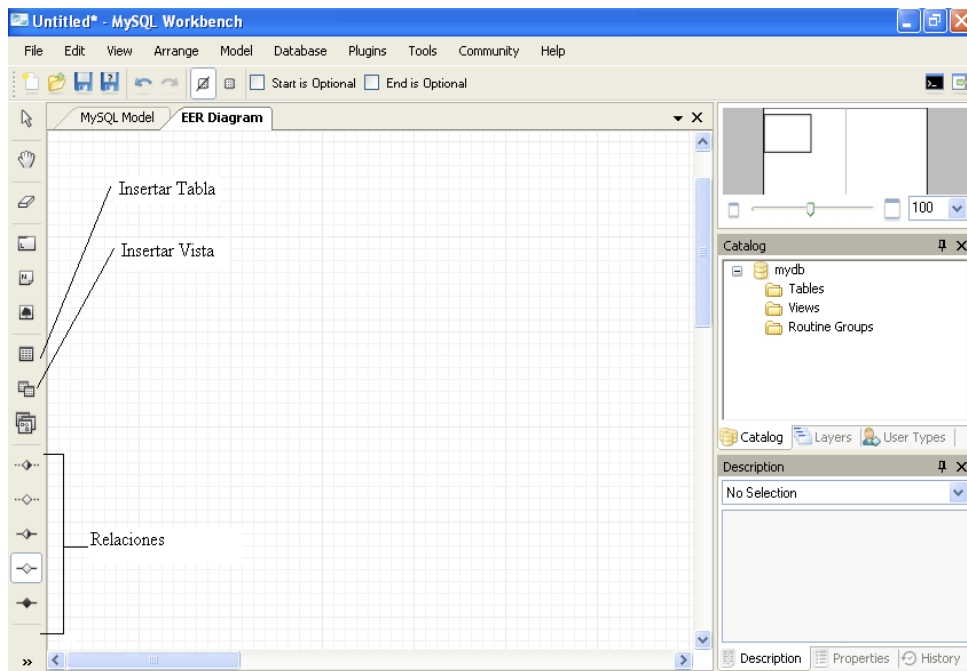 Untitled* - MySQL Workbench
File Edit View Arrange Model Database Plugins Tools Community Help
Start is Optional End is Optional
MySQL Model EER Diagram
Insertar Tabla
Insertar Vista
Relaciones
100
Catalog
mydb
Tables
Views
Routine Groups
Catalog Layers User Types
Description
No Selection
Description Properties History